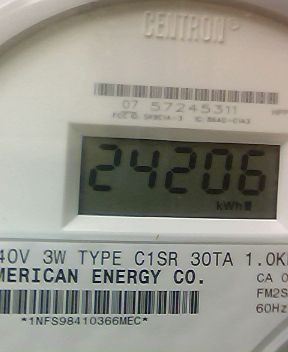 CENTRON®
07 57245311
24206
kWh
40V 3W TYPE C1SR 30TA 1.0K
MERICAN ENERGY CO.
CA 0
FM2S
60Hz
*1NFS98410366MEC*